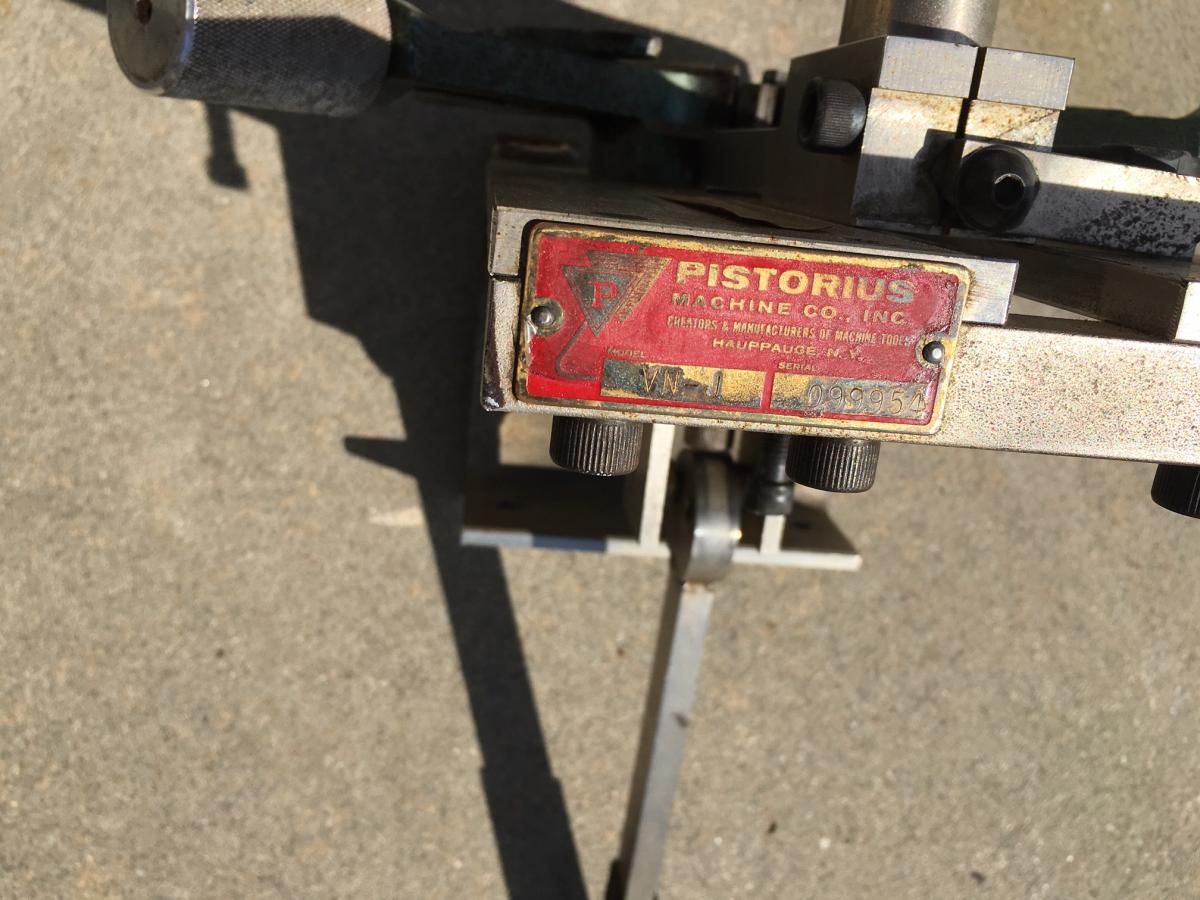 P
PISTORIUS
MACHINE CO., INC.
CREATORS & MANUFACTURERS OF MACHINE TOOLS
HAUPPAUGE, N.Y.
MODEL SERIAL
VN-J 099954